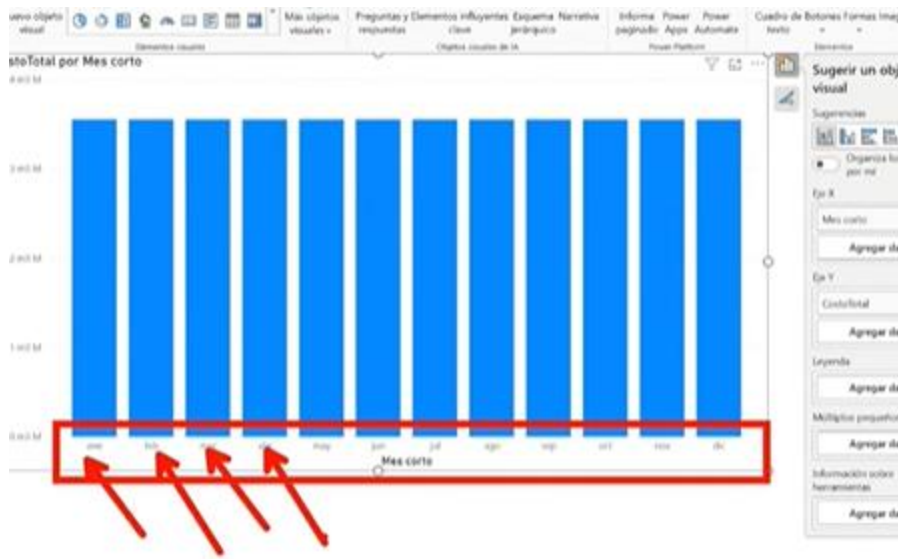 Más objetos
visuales
Preguntas y
respuestas
Elementos influyentes
clave
Esquema
jerárquico
Narrativa
Informe
paginado
Power
Apps
Power
Automate
Cuadro de
texto
Botones
Formas
Elementos visuales
Objetos visuales de IA
Power Platform
Elementos
stoTotal por Mes corto
3 mil M
2 mil M
1 mil M
0 mil M
ene feb mar abr may jun jul ago sep oct nov dic
Mes corto
Sugerir un obj
visual
Sugerencias
por mí
Eje X
Mes corto
Agregar da
Eje Y
CostoTotal
Agregar da
Leyenda
Agregar da
Múltiplos pequeños
Agregar da
Información sobre
herramientas
Agregar da